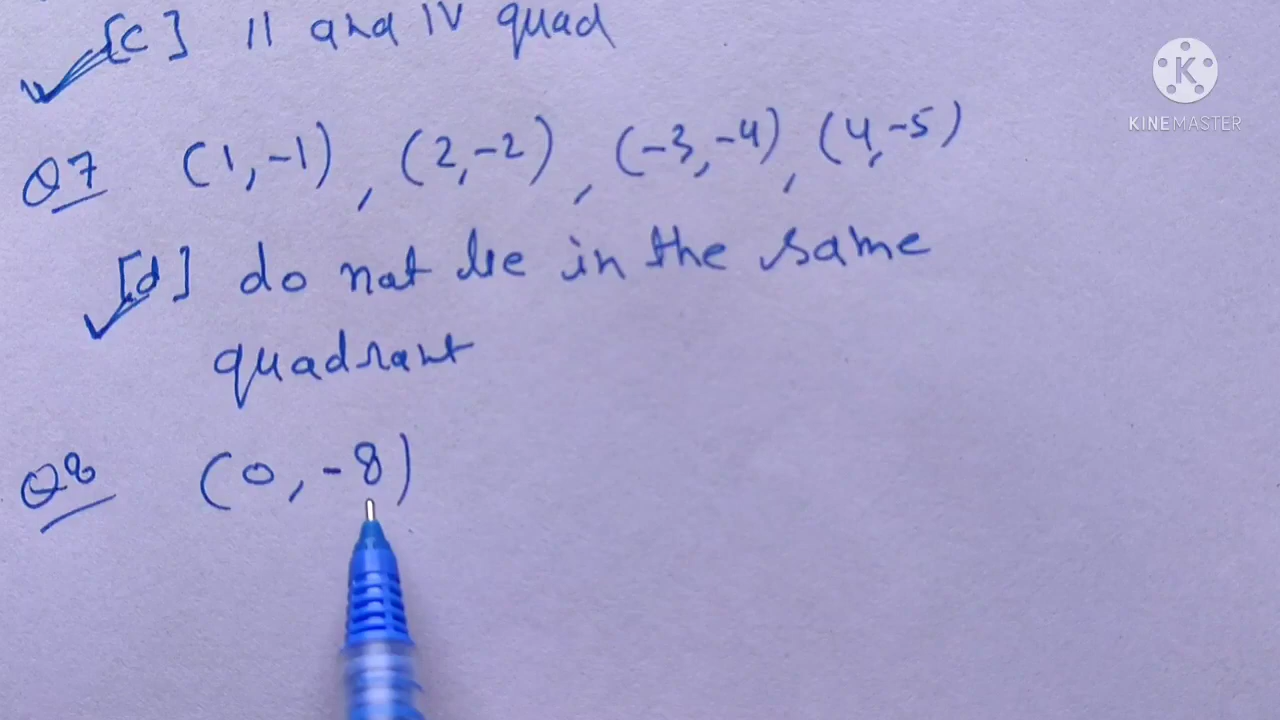 [c] II and IV quad
K
KINEMASTER
Q7 (1,-1), (2,-2), (-3,-4), (4,-5)
[d] do not lie in the same
quadrant
Q8 (0,-8)